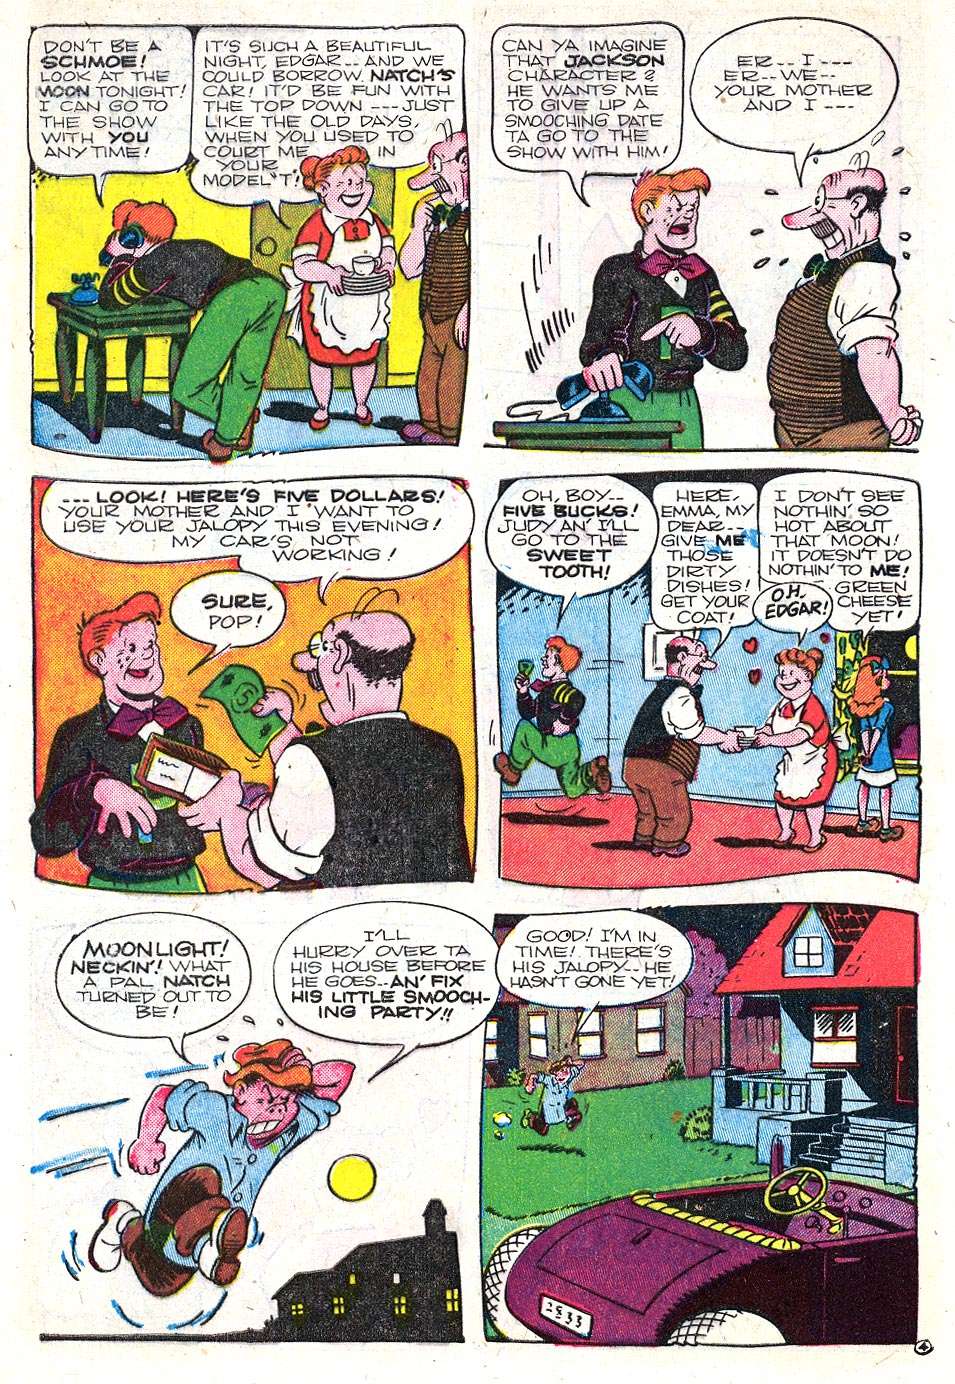 DON'T BE A
SCHMOE!
LOOK AT THE
MOON TONIGHT!
I CAN GO TO
THE SHOW
WITH YOU
ANY TIME!
IT'S SUCH A BEAUTIFUL
NIGHT, EDGAR-- AND WE
COULD BORROW NATCH'S
CAR! IT'D BE FUN WITH
THE TOP DOWN --- JUST
LIKE THE OLD DAYS,
WHEN YOU USED TO
COURT ME IN
YOUR
MODEL "T!
CAN YA IMAGINE
THAT JACKSON
CHARACTER?
HE WANTS ME
TO GIVE UP A
SMOOCHING DATE
TA GO TO THE
SHOW WITH HIM!
ER-- I ---
ER-- WE--
YOUR MOTHER
AND I ----
--- LOOK! HERE'S FIVE DOLLARS!
YOUR MOTHER AND I WANT TO
USE YOUR JALOPY THIS EVENING!
MY CAR'S NOT
WORKING!
SURE,
POP!
OH, BOY--
FIVE BUCKS!
JUDY AN' I'LL
GO TO THE
SWEET
TOOTH!
HERE,
EMMA, MY
DEAR---
GIVE ME
THOSE
DIRTY
DISHES!
GET YOUR
COAT!
OH,
EDGAR!
I DON'T SEE
NOTHIN' SO
HOT ABOUT
THAT MOON!
IT DOESN'T DO
NOTHIN' TO ME!
GREEN
CHEESE
YET!
MOONLIGHT!
NECKIN'! WHAT
A PAL NATCH
TURNED OUT TO
BE!
I'LL
HURRY OVER TA
HIS HOUSE BEFORE
HE GOES-- AN' FIX
HIS LITTLE SMOOCH-
ING PARTY!!
GOOD! I'M IN
TIME! THERE'S
HIS JALOPY-- HE
HASN'T GONE YET!
2S33
4